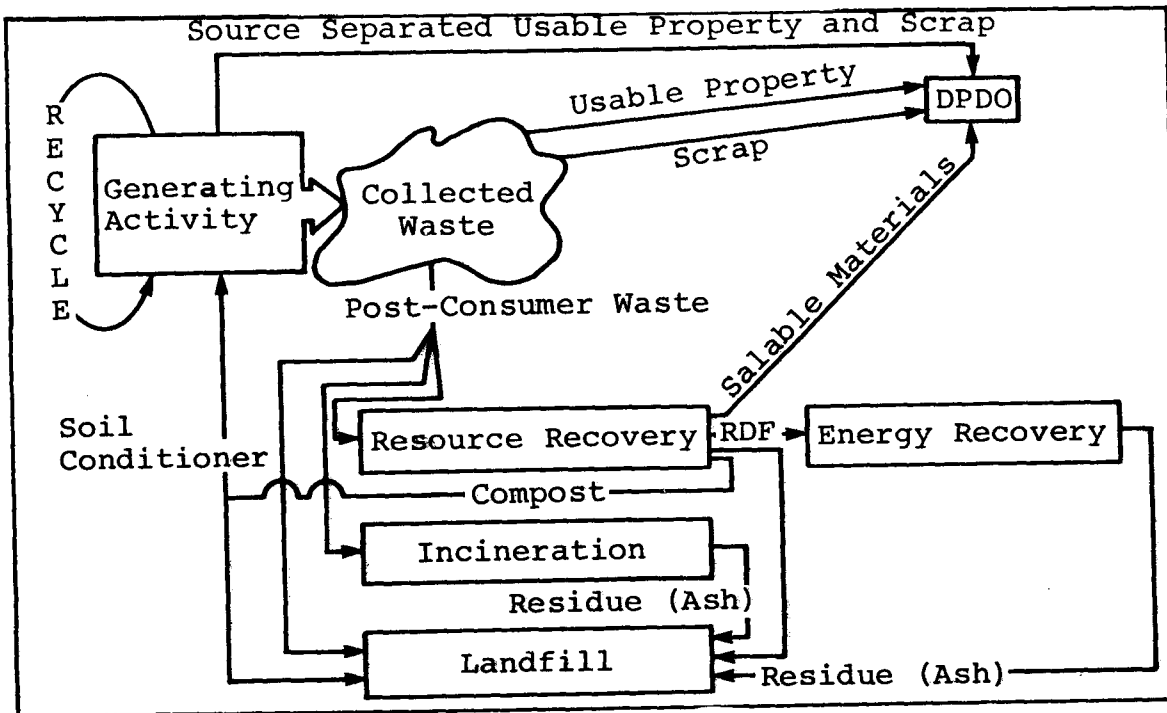 Source Separated Usable Property and Scrap
RECYCLE
Generating
Activity
Collected
Waste
Usable Property
Scrap
DPDO
Post-Consumer Waste
Salable Materials
Soil
Conditioner
Resource Recovery
RDF
Energy Recovery
Compost
Incineration
Residue (Ash)
Landfill
Residue (Ash)